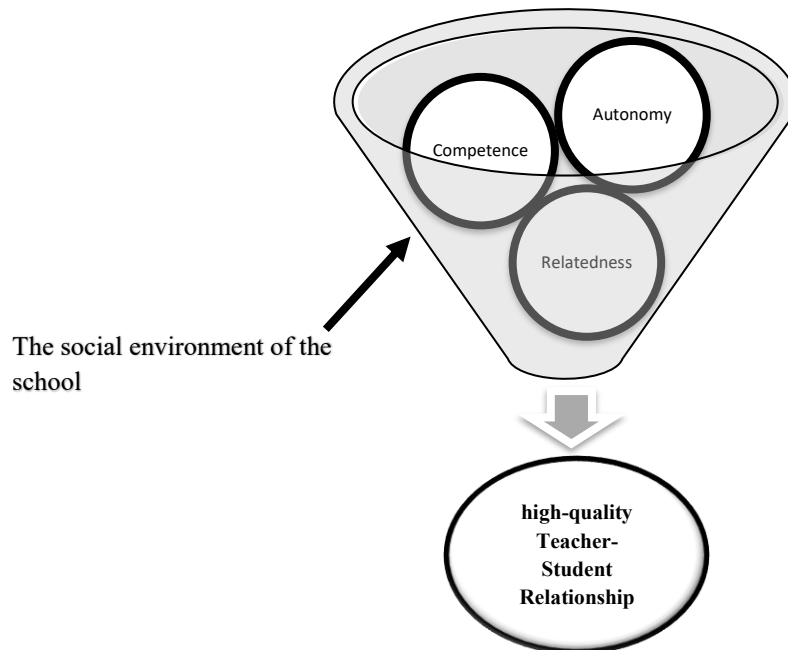 Autonomy
Competence
Relatedness
The social environment of the
school
high-quality
Teacher-
Student
Relationship